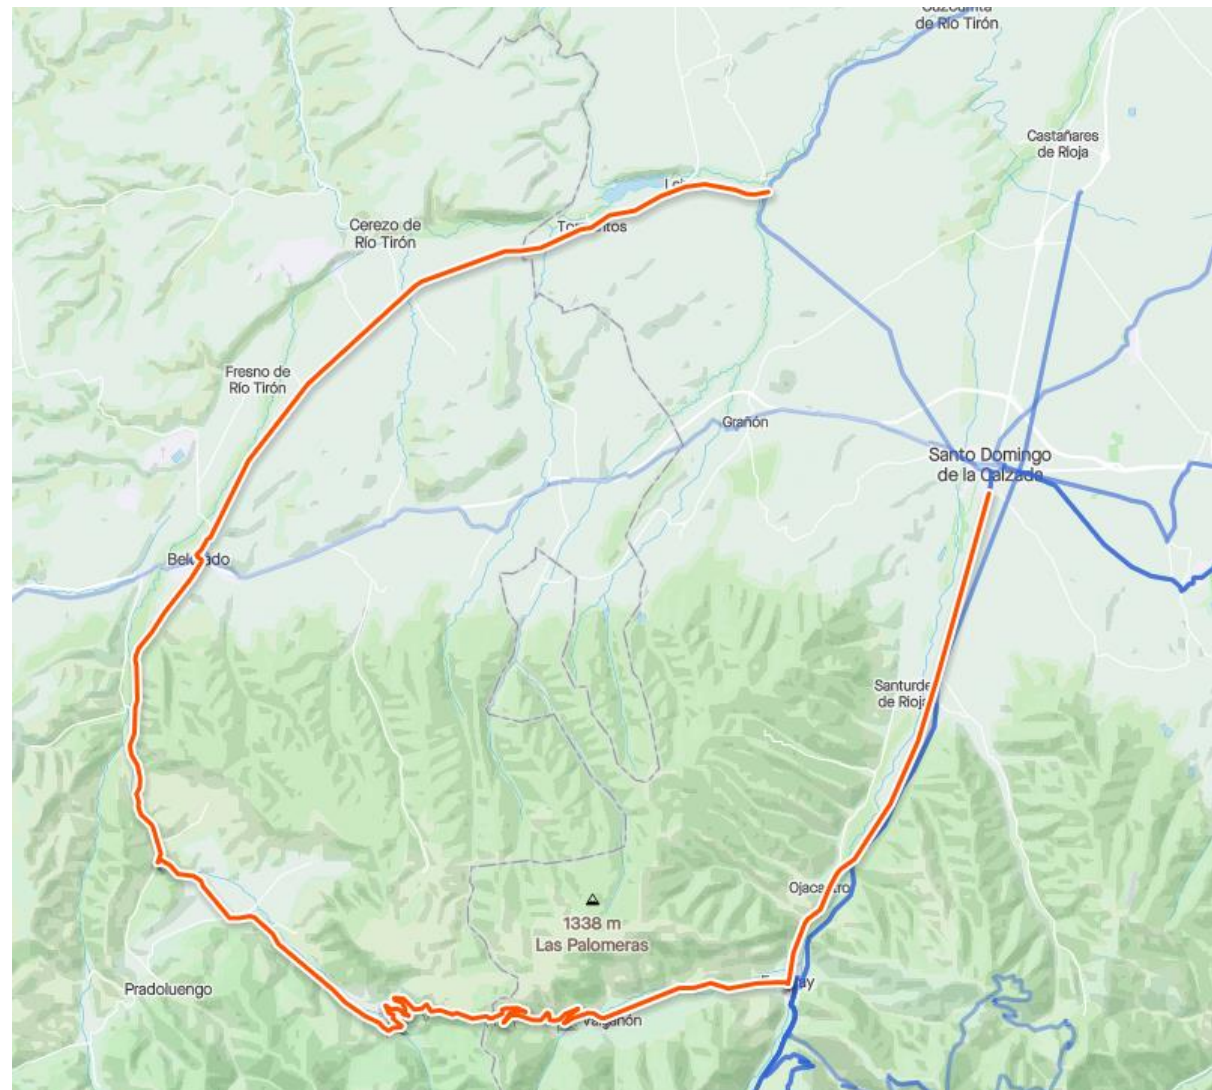 de Río Tirón
Castañares
de Rioja
Cerezo de
Río Tirón
Fresno de
Río Tirón
Grañón
Santo Domingo
de la Calzada
Santurde
de Rioja
Ojacastro
1338 m
Las Palomeras
Pradoluengo